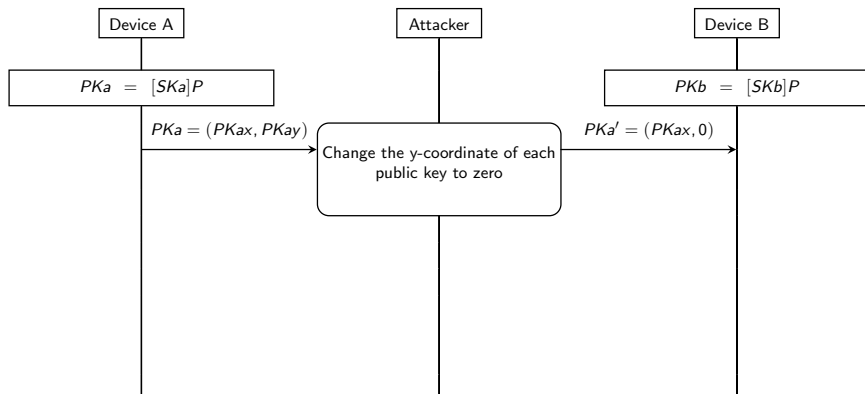 Device A
Attacker
Device B
PKa = [SKa]P
PKb = [SKb]P
PKa = (PKax, PKay)
PKa′ = (PKax, 0)
Change the y-coordinate of each
public key to zero